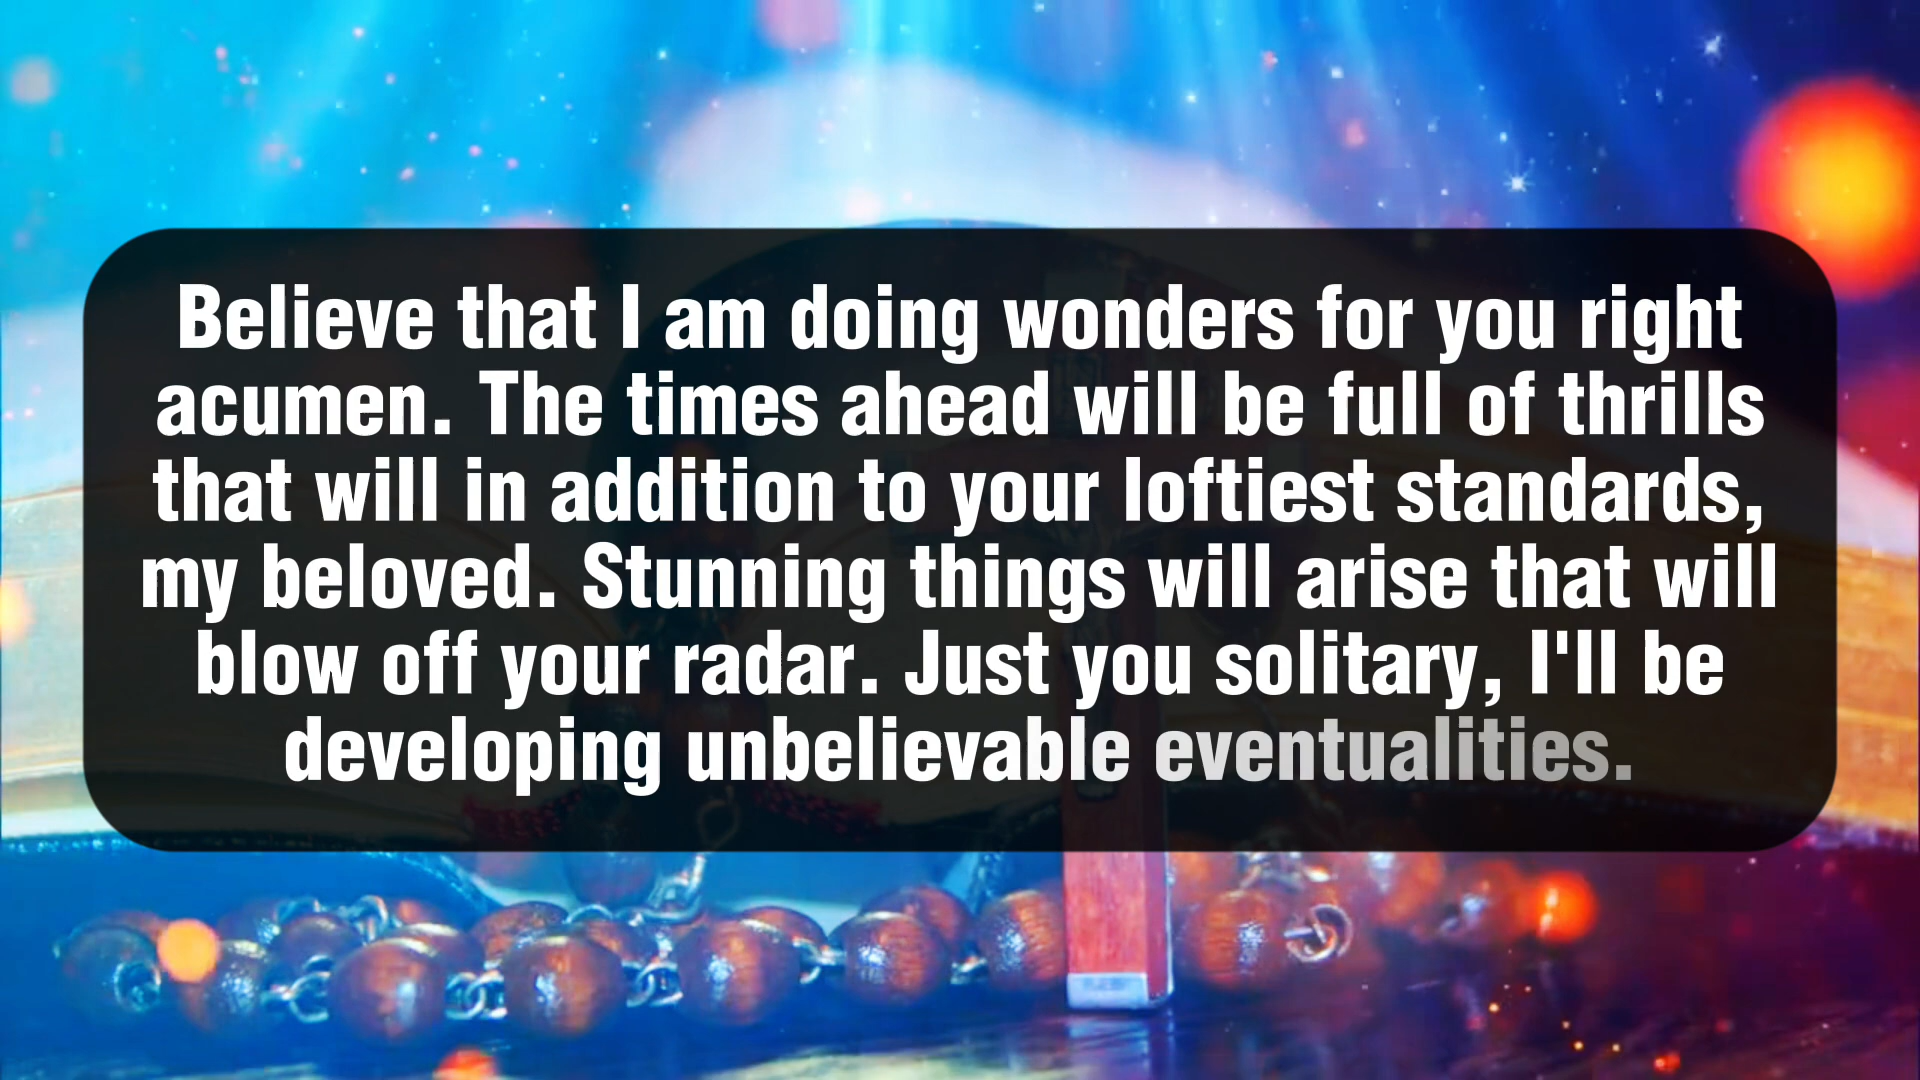 Believe that I am doing wonders for you right
acumen. The times ahead will be full of thrills
that will in addition to your loftiest standards,
my beloved. Stunning things will arise that will
blow off your radar. Just you solitary, I'll be
developing unbelievable eventualities.